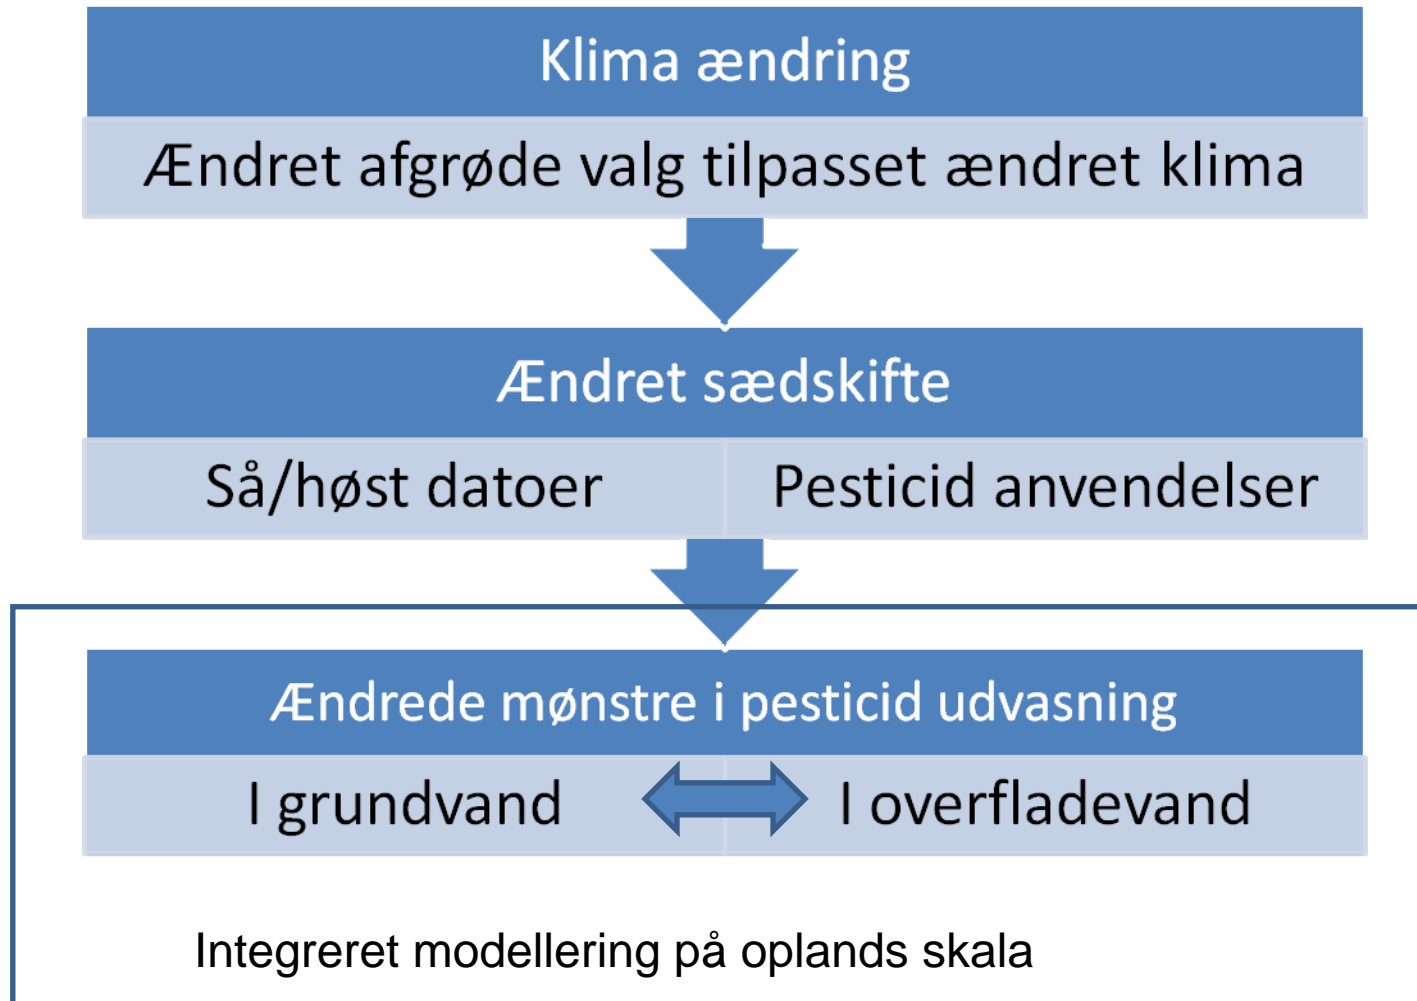 Klima ændring
Ændret afgrøde valg tilpasset ændret klima
Ændret sædskifte
Så/høst datoer
Pesticid anvendelser
Ændrede mønstre i pesticid udvasning
I grundvand
I overfladevand
Integreret modellering på oplands skala